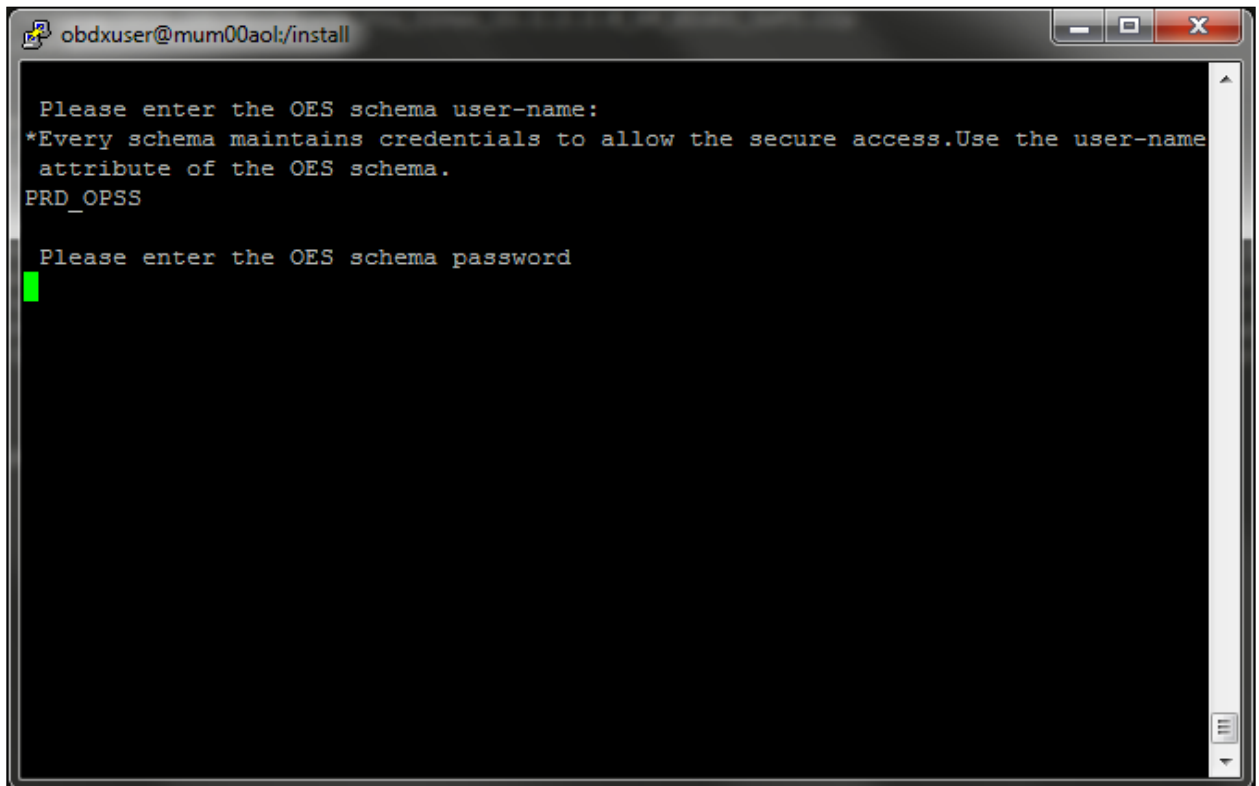 obdxuser@mum00aol:/install
Please enter the OES schema user-name:
*Every schema maintains credentials to allow the secure access.Use the user-name
attribute of the OES schema.
PRD_OPSS
Please enter the OES schema password